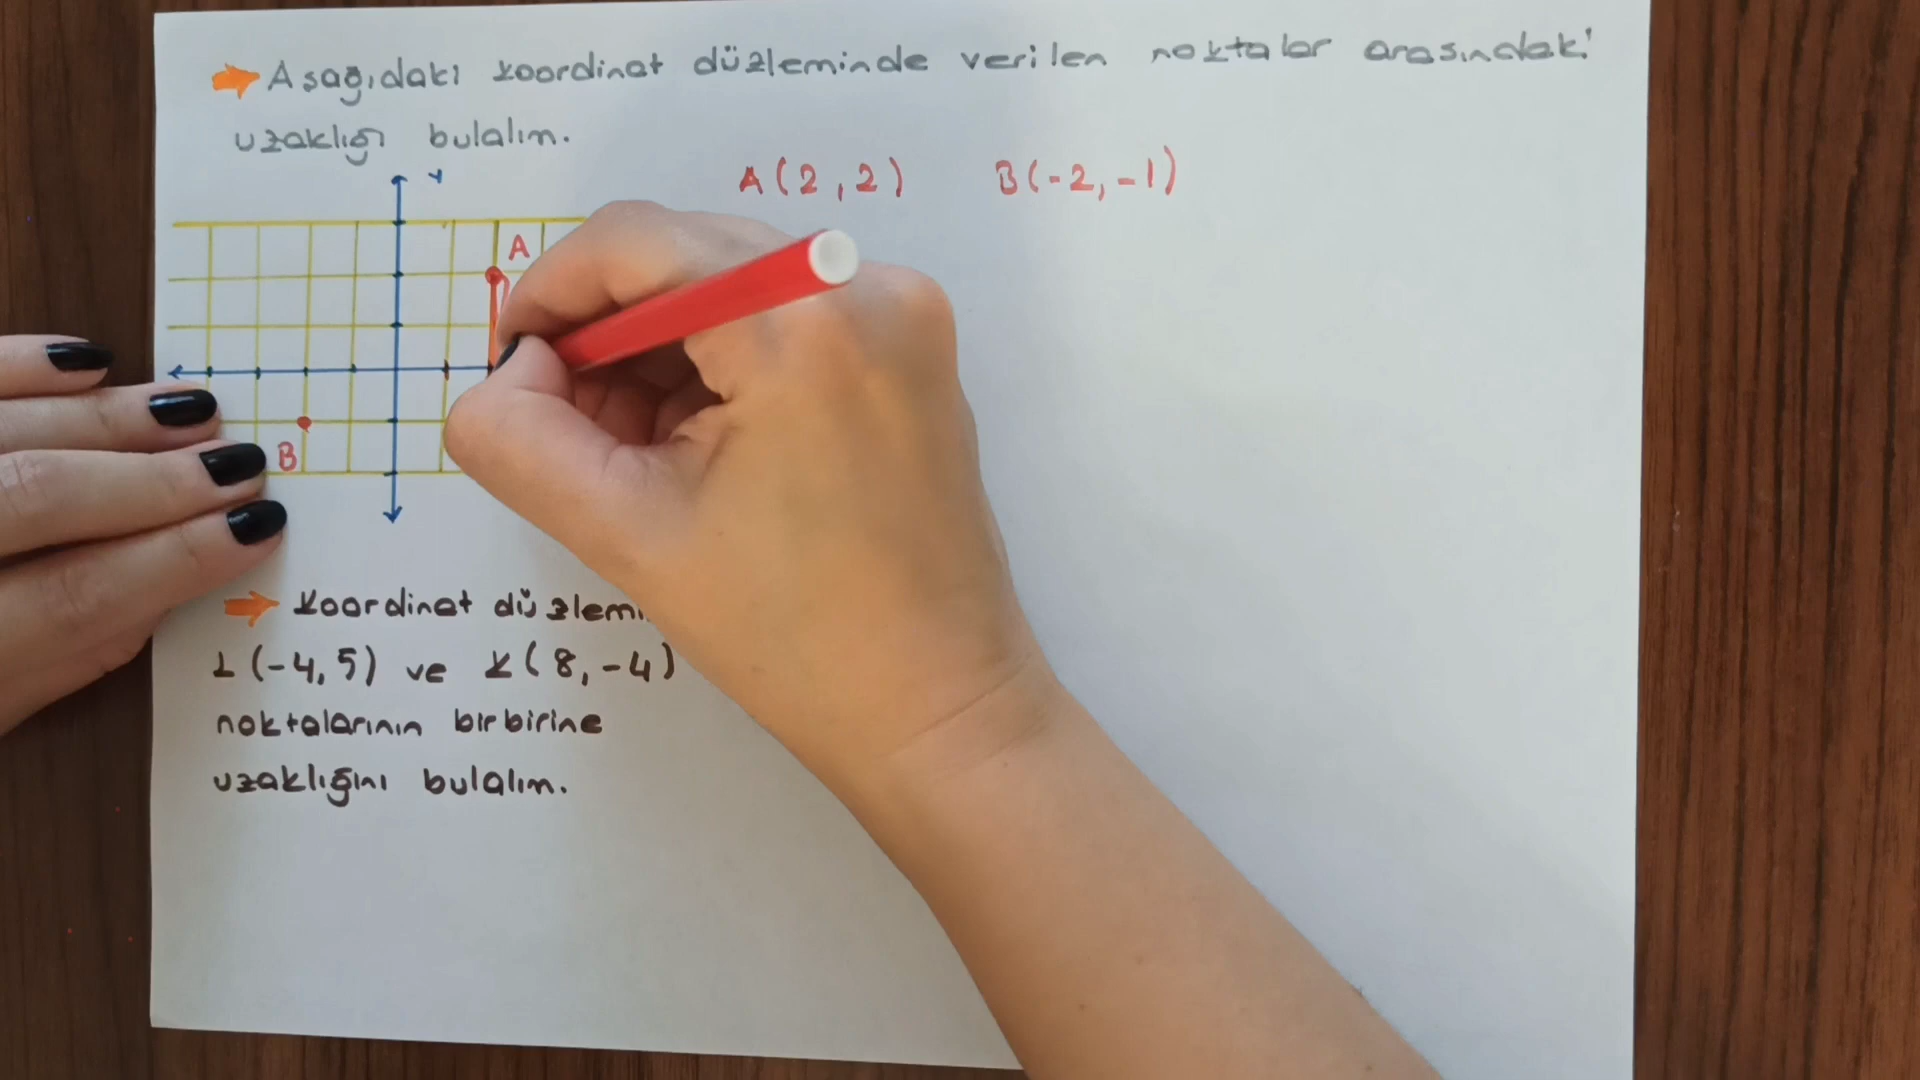 Aşağıdaki koordinat düzleminde verilen noktalar arasındaki
uzaklığı bulalım.
A(2,2) B(-2,-1)
y
A
B
Koordinat
L(-4,5) ve K(8,-4)
noktalarının birbirine
uzaklığını bulalım.